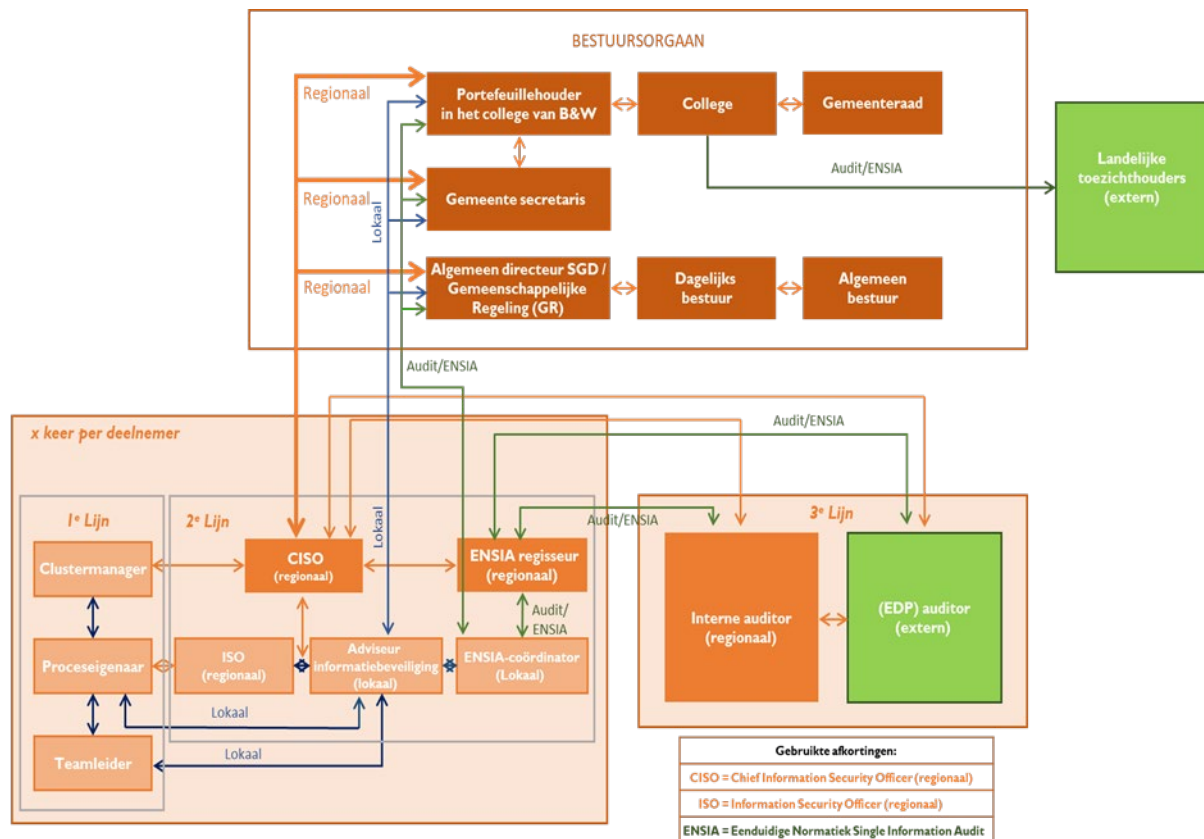 BESTUURSORGAAN
Regionaal
Portefeuillehouder
in het college van B&W
College
Gemeenteraad
Audit/ENSIA
Landelijke
toezichthouders
(extern)
Regionaal
Gemeente secretaris
Lokaal
Regionaal
Algemeen directeur SGD /
Gemeenschappelijke
Regeling (GR)
Dagelijks
bestuur
Algemeen
bestuur
Audit/ENSIA
x keer per deelnemer
Audit/ENSIA
1e Lijn
2e Lijn
Lokaal
Audit/ENSIA
3e Lijn
Clustermanager
CISO
(regionaal)
ENSIA regisseur
(regionaal)
Audit/
ENSIA
Interne auditor
(regionaal)
(EDP) auditor
(extern)
Proceseigenaar
ISO
(regionaal)
Adviseur
informatiebeveiliging
(lokaal)
ENSIA-coördinator
(Lokaal)
Lokaal
Teamleider
Lokaal
Gebruikte afkortingen:
CISO = Chief Information Security Officer (regionaal)
ISO = Information Security Officer (regionaal)
ENSIA = Eenduidige Normatiek Single Information Audit